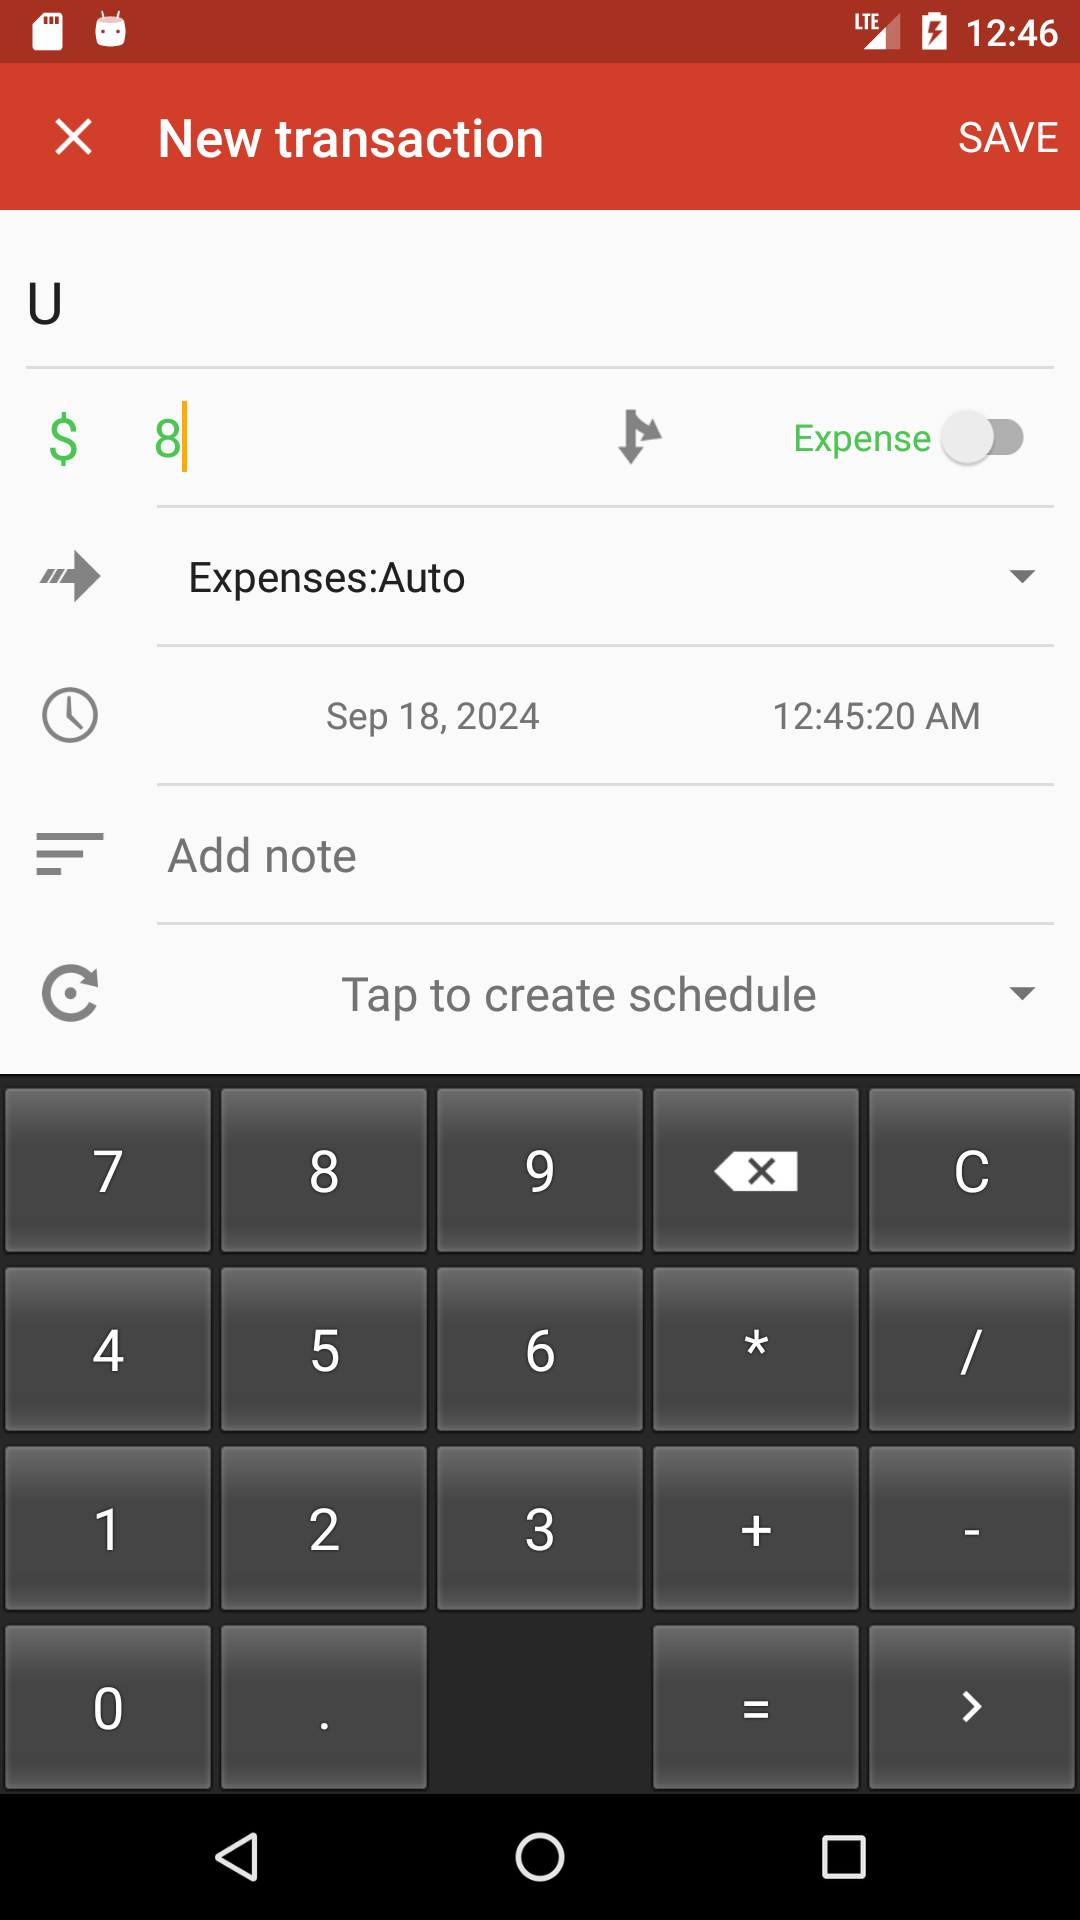 LTE 12:46
New transaction SAVE
U
$ 8 Expense
Expenses:Auto
Sep 18, 2024 12:45:20 AM
Add note
Tap to create schedule
7 8 9 C
4 5 6 * /
1 2 3 + -
0 . = >